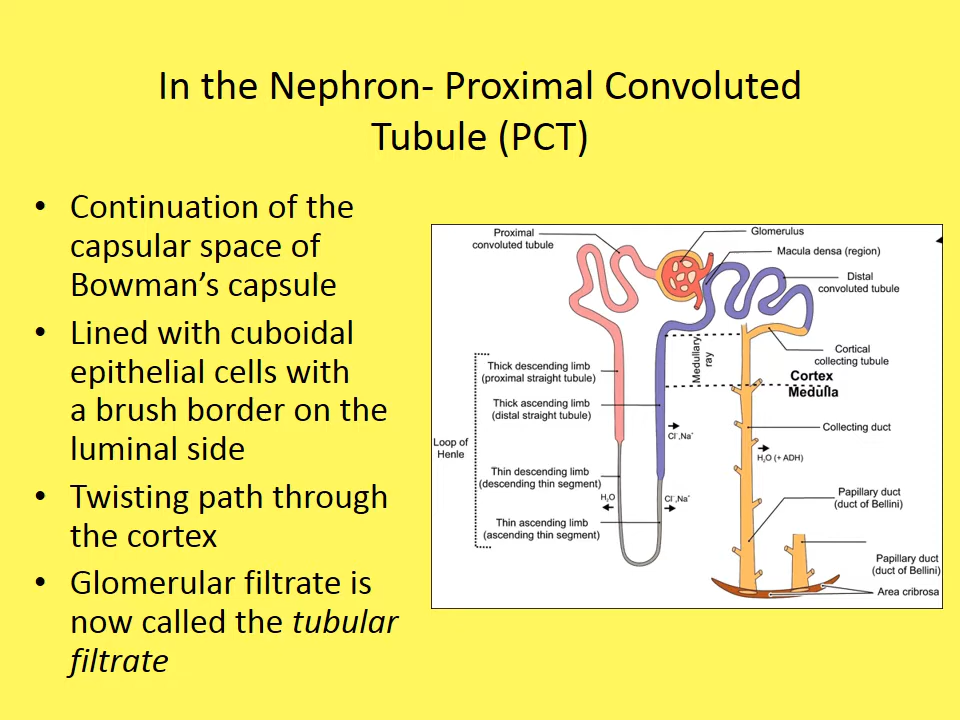 In the Nephron- Proximal Convoluted
Tubule (PCT)
• Continuation of the
capsular space of
Bowman’s capsule
• Lined with cuboidal
epithelial cells with
a brush border on the
luminal side
• Twisting path through
the cortex
• Glomerular filtrate is
now called the tubular
filtrate
Proximal
convoluted tubule
Glomerulus
Macula densa (region)
Distal
convoluted tubule
Cortical
collecting tubule
Medullary
ray
Cortex
Medulla
Thick descending limb
(proximal straight tubule)
Thick ascending limb
(distal straight tubule)
Loop of
Henle
Cl⁻,Na⁺
Collecting duct
H₂O (+ ADH)
Thin descending limb
(descending thin segment)
H₂O
Cl⁻,Na⁺
Papillary duct
(duct of Bellini)
Thin ascending limb
(ascending thin segment)
Papillary duct
(duct of Bellini)
Area cribrosa